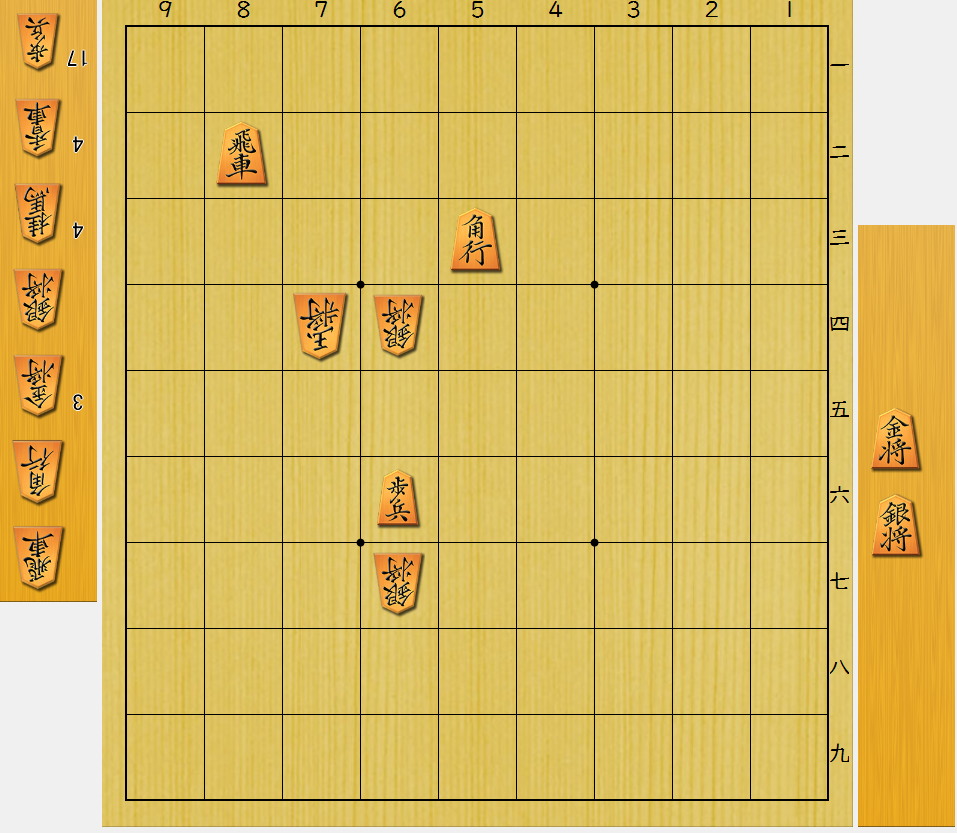 9 8 7 6 5 4 3 2 1
歩兵 17
香車 4
桂馬 4
銀将
金将 3
角行
飛車
飛車
角行
玉将 銀将
歩兵
銀将
一
二
三
四
五
六
七
八
九
金将
銀将